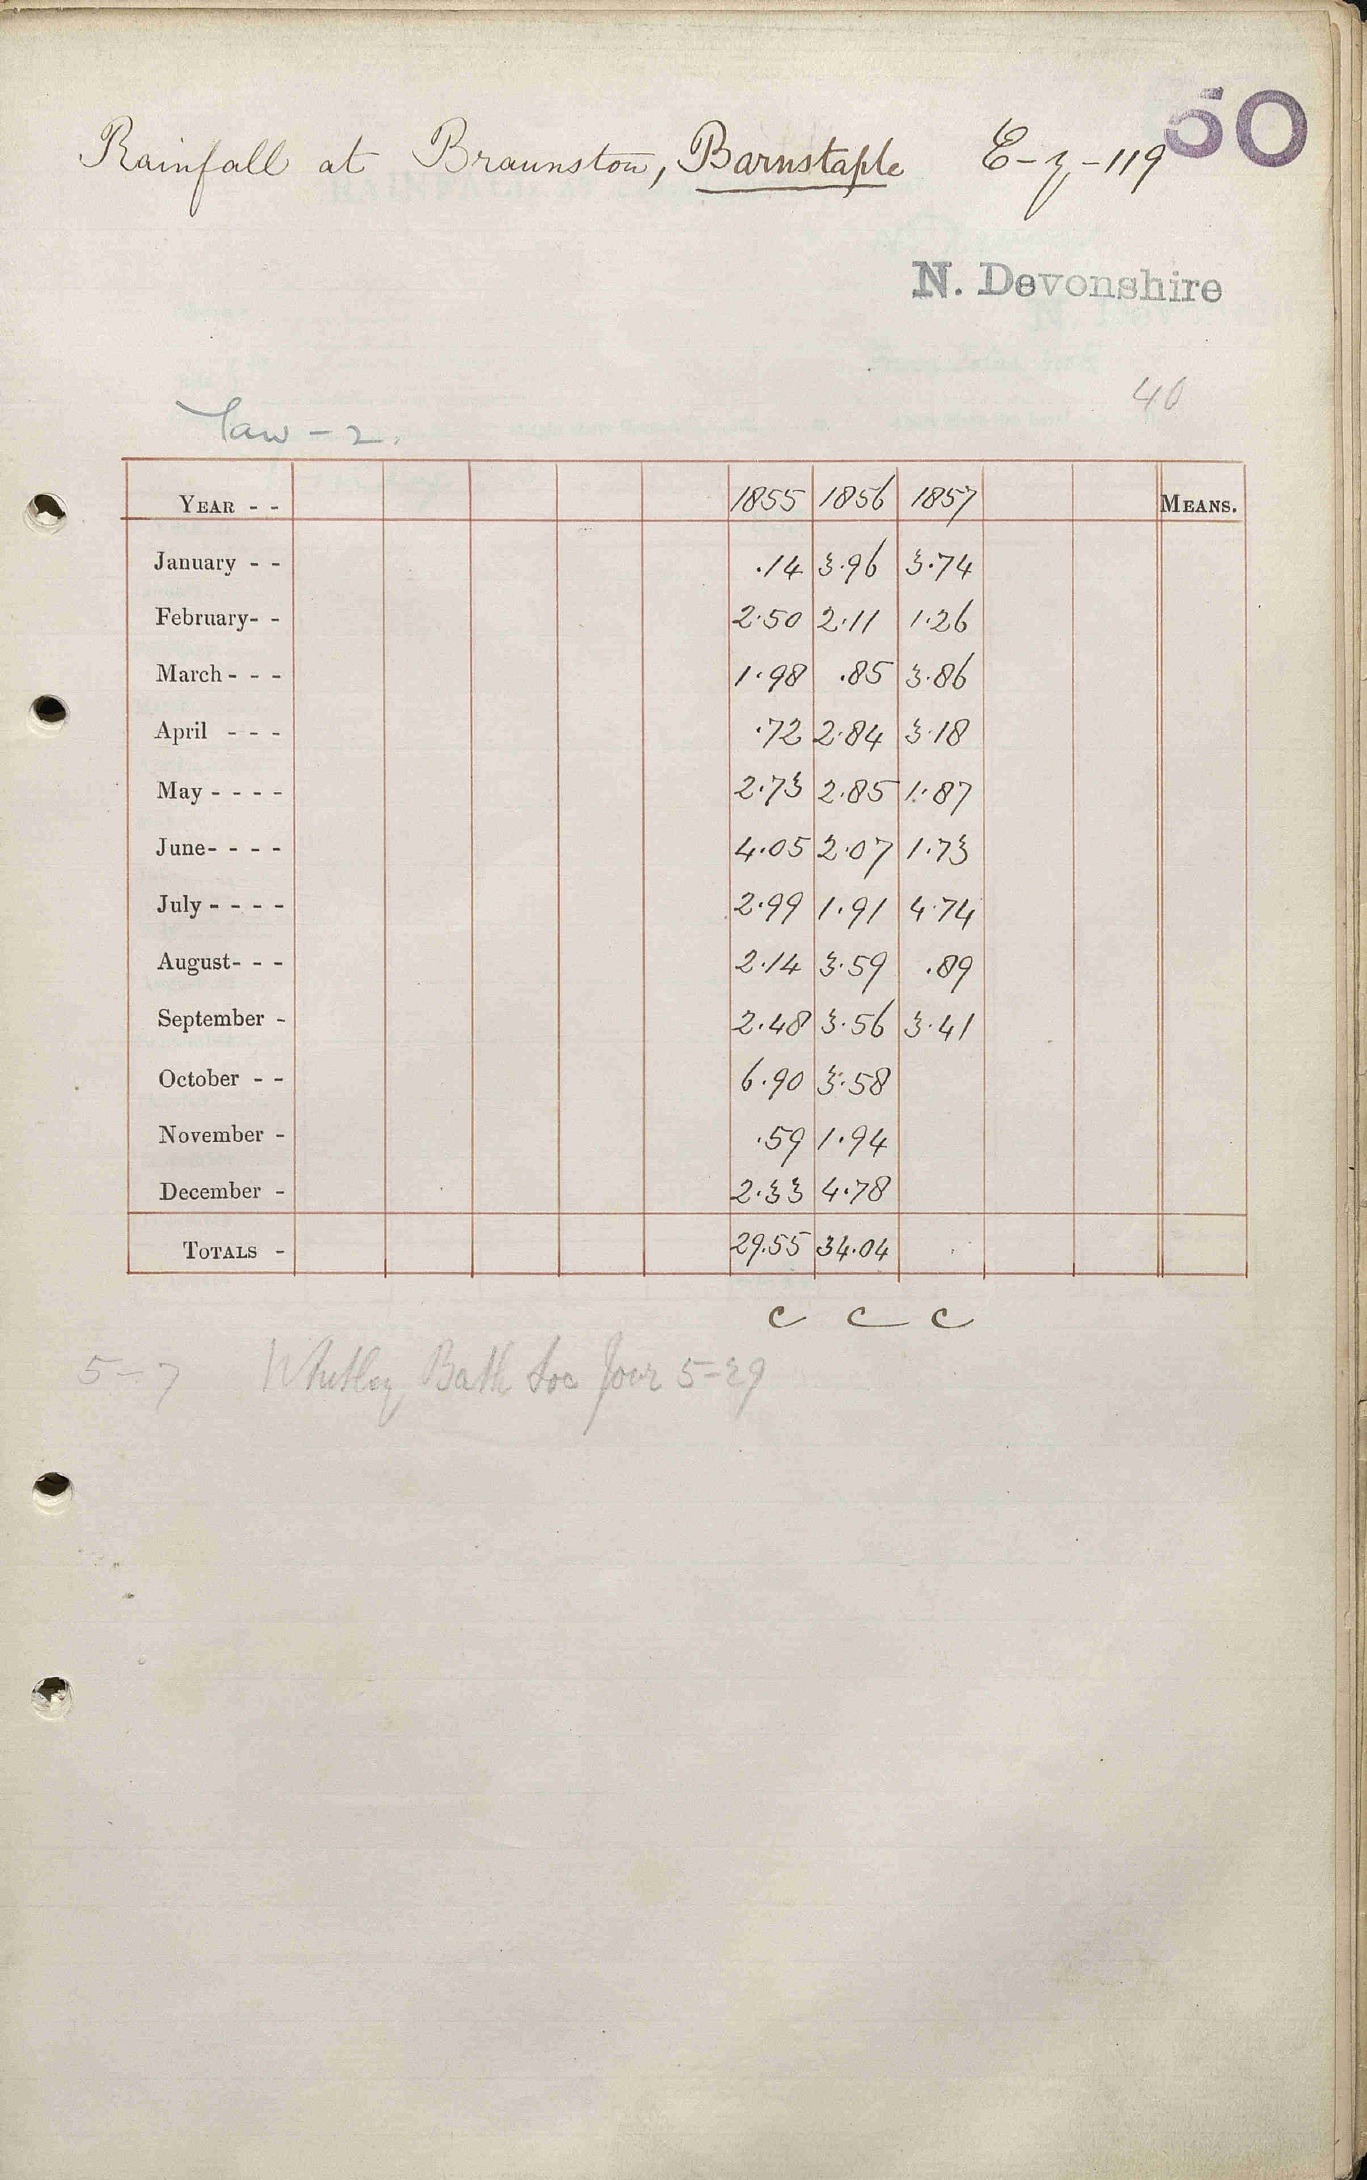 50
Rainfall at Braunston, Barnstaple E-z-119
N. Devonshire
40
Taw - 2.
YEAR - - 1855 1856 1857 MEANS.
January - - .14 3.96 3.74
February- - 2.50 2.11 1.26
March - - - 1.98 .85 3.86
April - - - .72 2.84 3.18
May - - - - 2.73 2.85 1.87
June- - - - 4.05 2.07 1.73
July - - - - 2.99 1.91 4.74
August- - - 2.14 3.59 .89
September - 2.48 3.56 3.41
October - - 6.90 3.58
November - .59 1.94
December - 2.33 4.78
TOTALS - 29.55 34.04
c c c
5-7 Whitley Bath Soc Jour 5-29